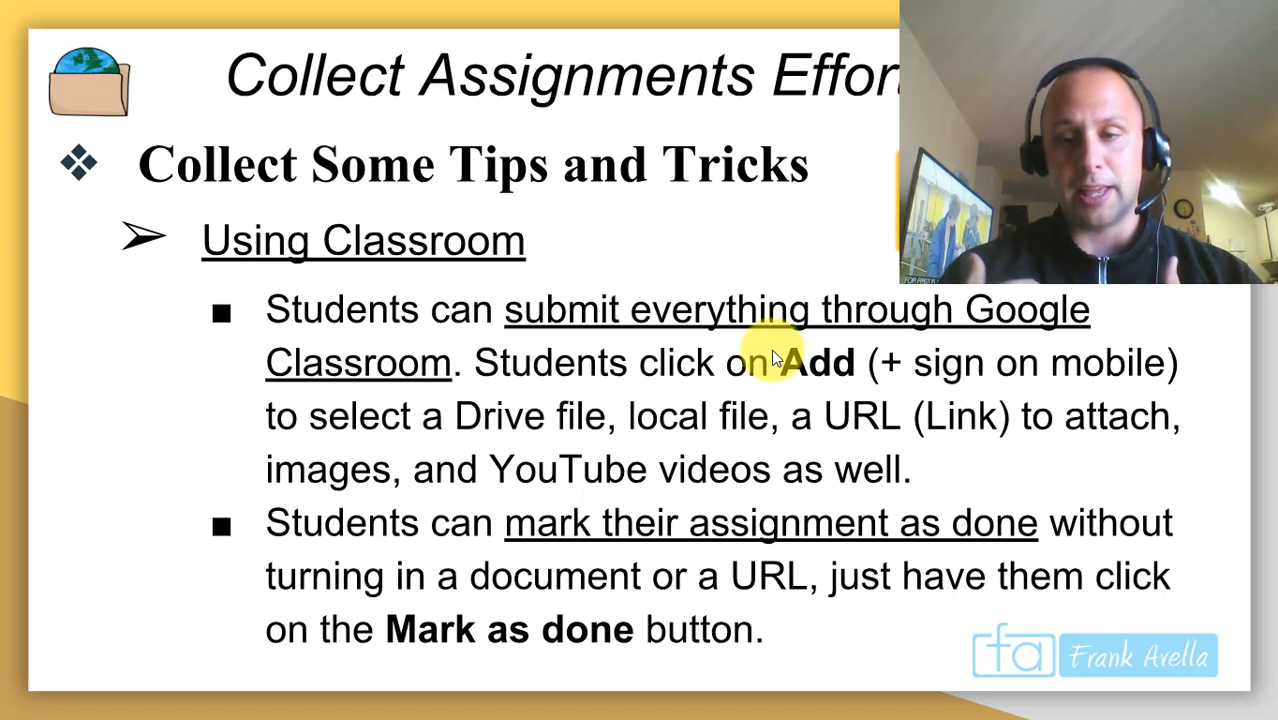 Collect Assignments Effor
Collect Some Tips and Tricks
Using Classroom
Students can submit everything through Google
Classroom. Students click on Add (+ sign on mobile)
to select a Drive file, local file, a URL (Link) to attach,
images, and YouTube videos as well.
Students can mark their assignment as done without
turning in a document or a URL, just have them click
on the Mark as done button.
fa Frank Avella